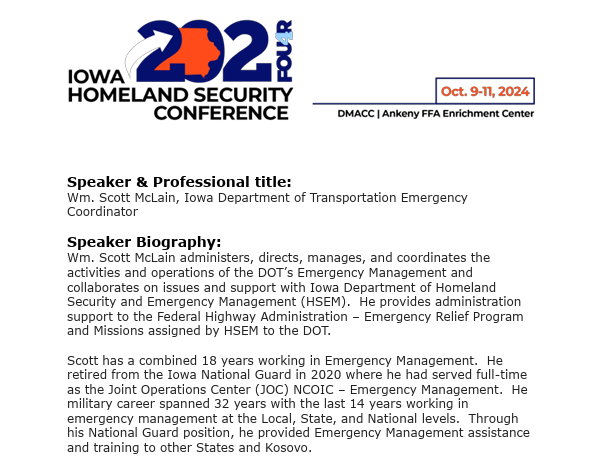 202
FOUR
4
IOWA
HOMELAND SECURITY
CONFERENCE
Oct. 9-11, 2024
DMACC | Ankeny FFA Enrichment Center
Speaker & Professional title:
Wm. Scott McLain, Iowa Department of Transportation Emergency
Coordinator
Speaker Biography:
Wm. Scott McLain administers, directs, manages, and coordinates the
activities and operations of the DOT’s Emergency Management and
collaborates on issues and support with Iowa Department of Homeland
Security and Emergency Management (HSEM).  He provides administration
support to the Federal Highway Administration – Emergency Relief Program
and Missions assigned by HSEM to the DOT.
Scott has a combined 18 years working in Emergency Management.  He
retired from the Iowa National Guard in 2020 where he had served full-time
as the Joint Operations Center (JOC) NCOIC – Emergency Management.  He
military career spanned 32 years with the last 14 years working in
emergency management at the Local, State, and National levels.  Through
his National Guard position, he provided Emergency Management assistance
and training to other States and Kosovo.